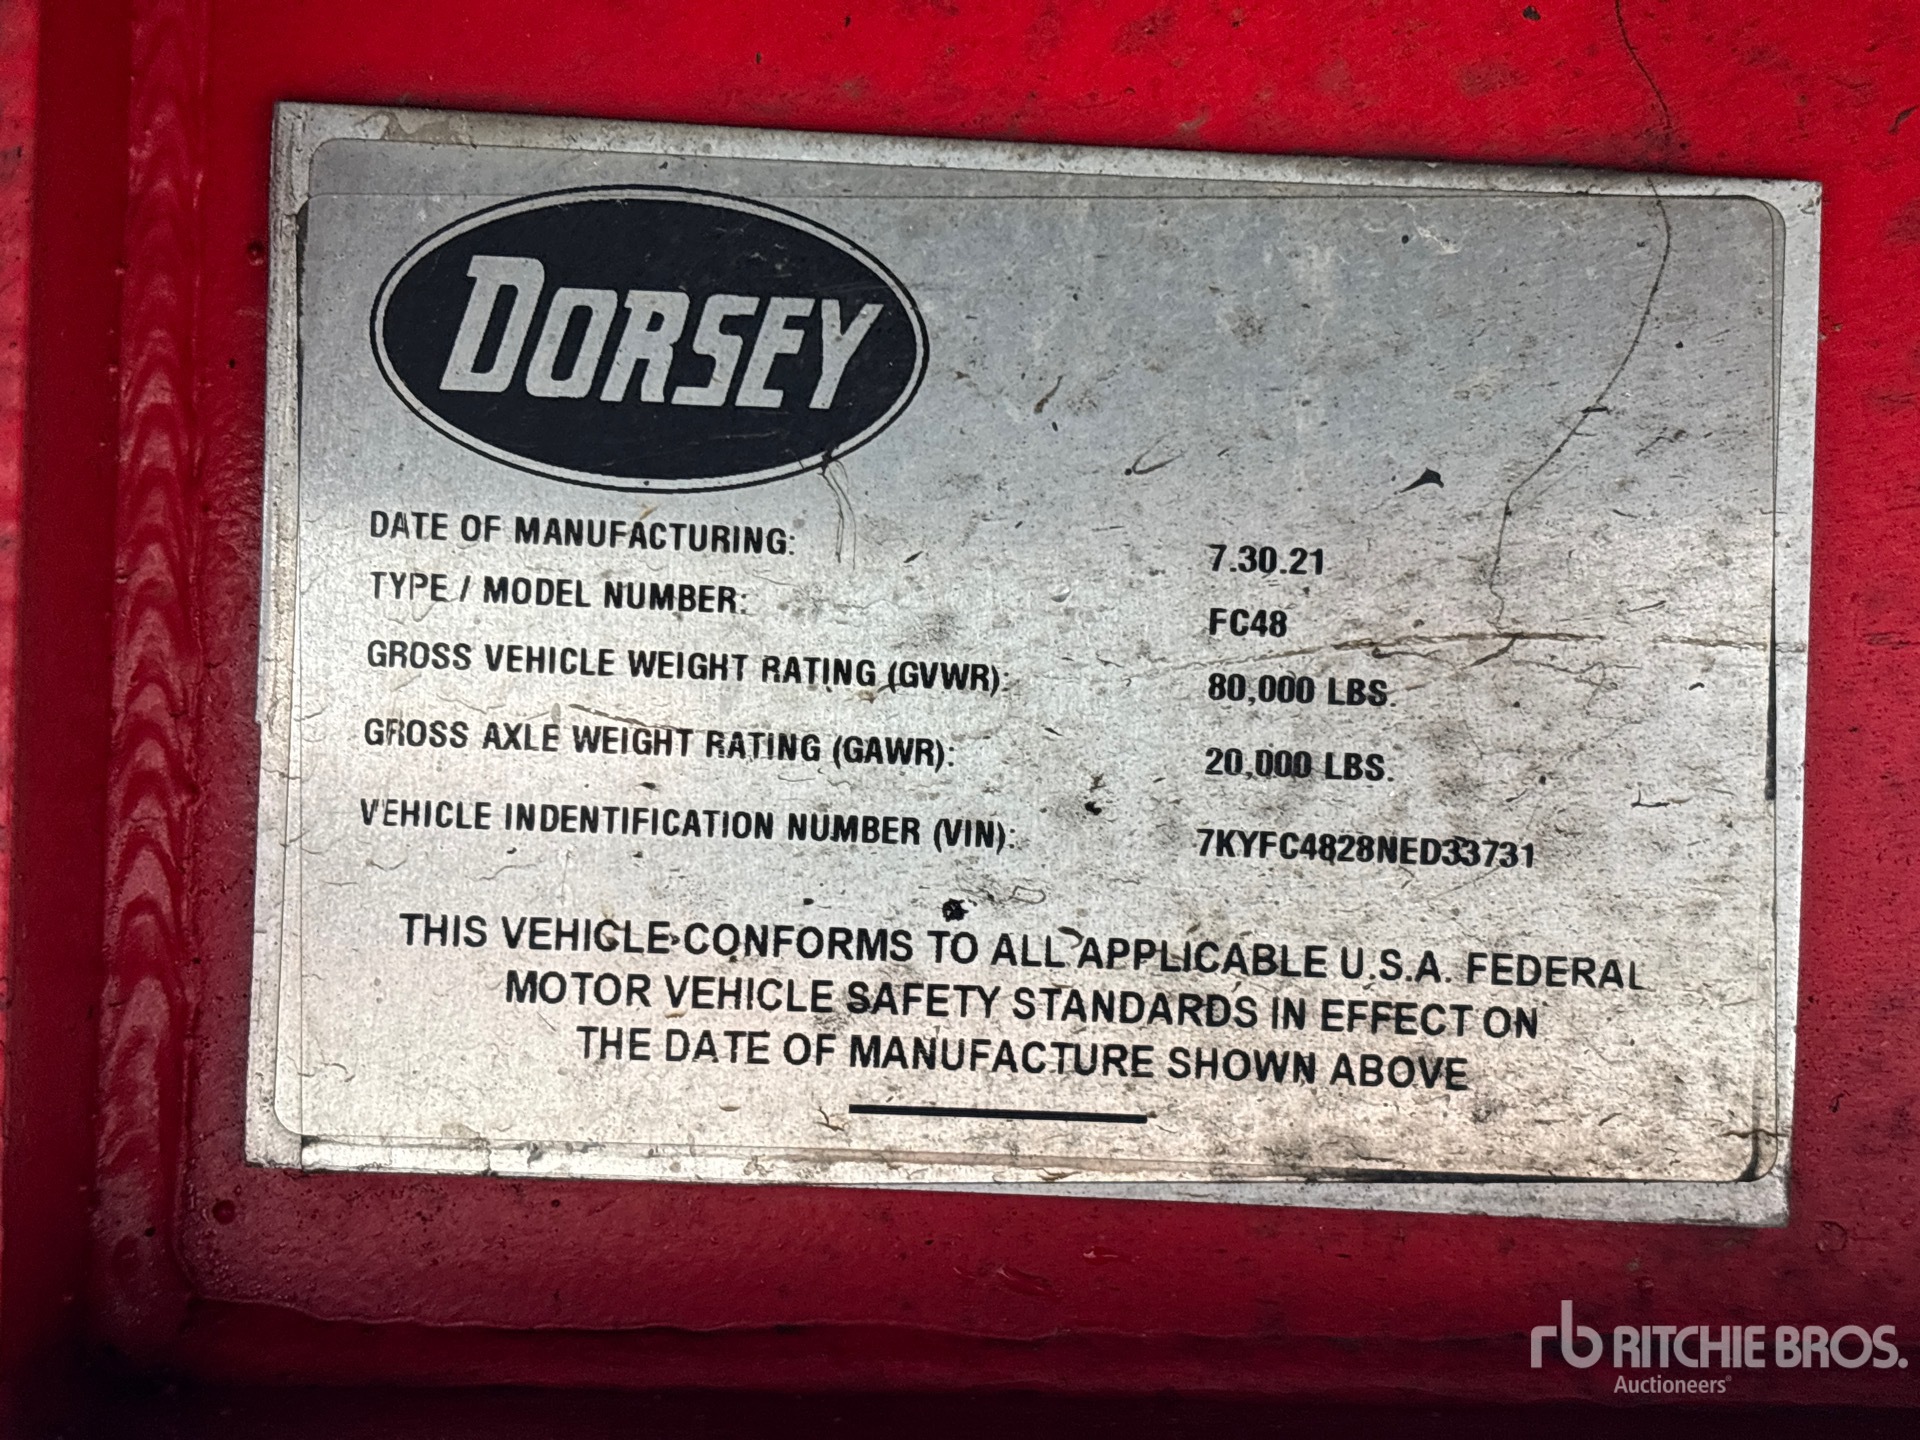 DORSEY
DATE OF MANUFACTURING: 7.30.21
TYPE / MODEL NUMBER: FC48
GROSS VEHICLE WEIGHT RATING (GVWR): 80,000 LBS.
GROSS AXLE WEIGHT RATING (GAWR): 20,000 LBS.
VEHICLE INDENTIFICATION NUMBER (VIN): 7KYFC4828NED33731
THIS VEHICLE CONFORMS TO ALL APPLICABLE U.S.A. FEDERAL
MOTOR VEHICLE SAFETY STANDARDS IN EFFECT ON
THE DATE OF MANUFACTURE SHOWN ABOVE
rb RITCHIE BROS.
Auctioneers